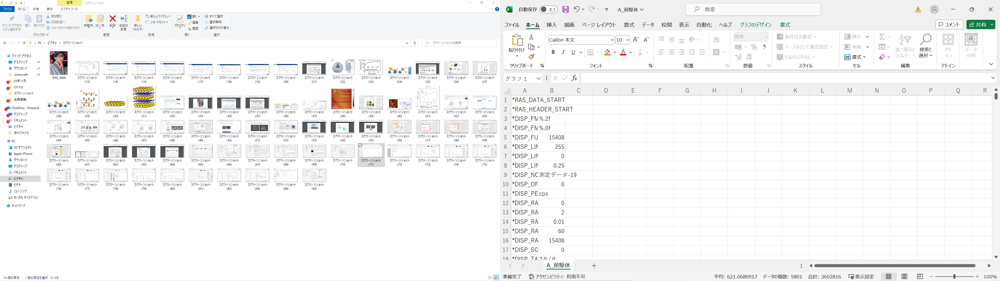 管理
スクリーンショット
ファイル
ホーム
共有
表示
ピクチャ ツール
クイック アクセスにピン留めする
コピー
貼り付け
切り取り
パスのコピー
ショートカットの貼り付け
クリップボード
移動先
コピー先
削除
名前の変更
整理
新しいフォルダー
新しいアイテム
ショートカット
新規
プロパティ
開く
編集
履歴
開く
すべて選択
選択解除
選択の切り替え
選択
PC
ピクチャ
スクリーンショット
スクリーンショットの検索
クイック アクセス
デスクトップ
ダウンロード
.minecraft
23年11月
231122
スクリーンショット
後期実験
OneDrive - Personal
デスクトップ
ドキュメント
ピクチャ
添付ファイル
PC
3D オブジェクト
Apple iPhone
ダウンロード
デスクトップ
ドキュメント
ピクチャ
ビデオ
ミュージック
ローカル ディスク (C:)
ネットワーク
IMG_9009
スクリーンショット (13)
スクリーンショット (14)
スクリーンショット (15)
スクリーンショット (16)
スクリーンショット (17)
スクリーンショット (18)
スクリーンショット (19)
スクリーンショット (20)
スクリーンショット (21)
スクリーンショット (22)
スクリーンショット (23)
スクリーンショット (24)
スクリーンショット (25)
スクリーンショット (26)
スクリーンショット (27)
スクリーンショット (28)
スクリーンショット (29)
スクリーンショット (30)
スクリーンショット (31)
スクリーンショット (32)
スクリーンショット (33)
スクリーンショット (34)
スクリーンショット (35)
スクリーンショット (36)
スクリーンショット (37)
スクリーンショット (38)
スクリーンショット (39)
スクリーンショット (40)
スクリーンショット (41)
スクリーンショット (42)
スクリーンショット (43)
スクリーンショット (44)
スクリーンショット (45)
スクリーンショット (46)
スクリーンショット (47)
スクリーンショット (48)
スクリーンショット (49)
スクリーンショット (50)
スクリーンショット (51)
スクリーンショット (52)
スクリーンショット (53)
スクリーンショット (54)
スクリーンショット (55)
スクリーンショット (56)
スクリーンショット (57)
スクリーンショット (58)
スクリーンショット (59)
スクリーンショット (60)
スクリーンショット (61)
スクリーンショット (62)
スクリーンショット (63)
スクリーンショット (64)
スクリーンショット (65)
スクリーンショット (66)
スクリーンショット (67)
スクリーンショット (68)
スクリーンショット (69)
スクリーンショット (70)
スクリーンショット (71)
スクリーンショット (72)
スクリーンショット (73)
スクリーンショット (74)
スクリーンショット (75)
スクリーンショット (76)
スクリーンショット (77)
スクリーンショット (78)
スクリーンショット (79)
スクリーンショット (80)
スクリーンショット (81)
スクリーンショット (82)
スクリーンショット (83)
スクリーンショット (84)
スクリーンショット (85)
74 個の項目 1 個の項目を選択 131 KB
自動保存 オフ
A_前駆体
検索
ファイル ホーム 挿入 描画 ページ レイアウト 数式 データ 校閲 表示 自動化 ヘルプ グラフのデザイン 書式
コメント
共有
貼り付け
クリップボード
Calibri 本文 10
B I U
フォント
配置
標準
数値
条件付き書式
テーブルとして書式設定
セルのスタイル
スタイル
挿入
削除
書式
セル
並べ替えとフィルター
検索と選択
編集
アドイン
アドイン
データ分析
グラフ 1
fx
A B C D E F G H I J K L M N O P Q R
1 *RAS_DATA_START
2 *RAS_HEADER_START
3 *DISP_FM %.2f
4 *DISP_FM %.0f
5 *DISP_FU 15408
6 *DISP_LIN 255
7 *DISP_LIN 0
8 *DISP_LIN 0.25
9 *DISP_NO 測定データ-19
10 *DISP_OF 0
11 *DISP_PE cps
12 *DISP_RA 0
13 *DISP_RA 2
14 *DISP_RA 0.01
15 *DISP_RA 60
16 *DISP_RA 15408
17 *DISP_SC 0
18 *DISP_TA 2θ/θ
A_前駆体
準備完了
アクセシビリティ: 利用不可
平均: 621.0680917 データの個数: 5801 合計: 3602816
表示設定
100%